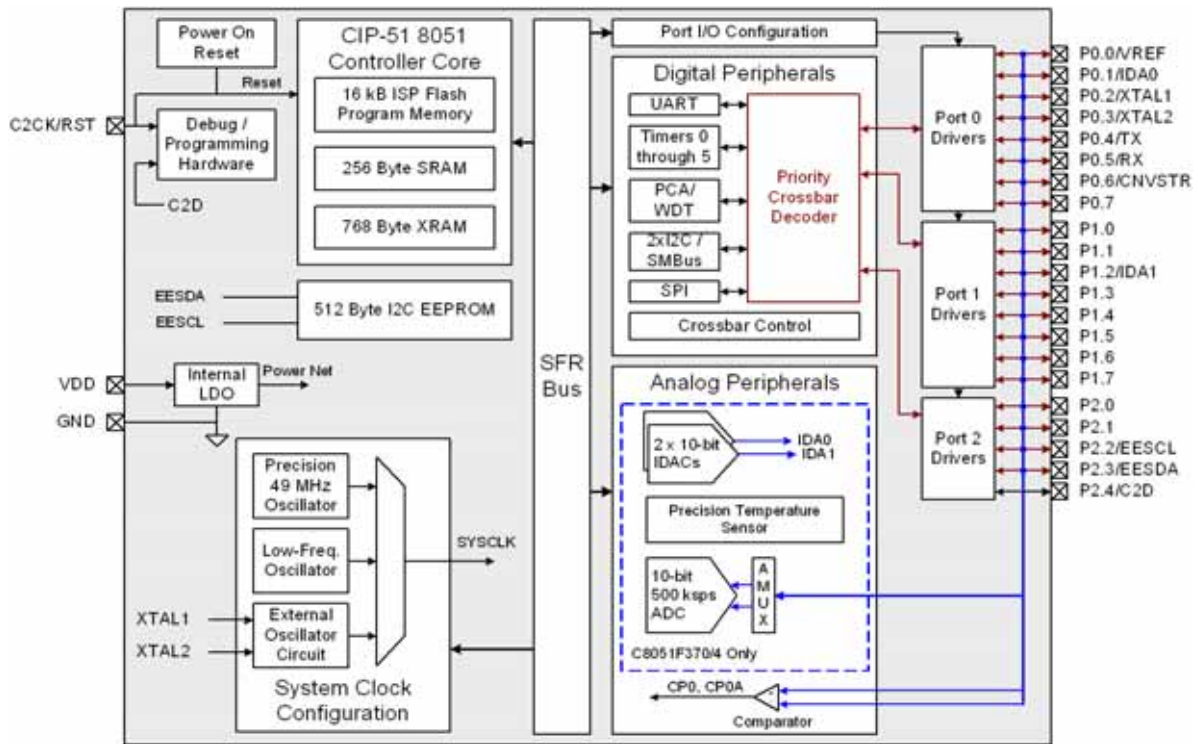 Power On
Reset
Reset
C2CK/RST
Debug /
Programming
Hardware
C2D
CIP-51 8051
Controller Core
16 kB ISP Flash
Program Memory
256 Byte SRAM
768 Byte XRAM
EESDA
EESCL
512 Byte I2C EEPROM
VDD
GND
Internal
LDO
Power Net
Precision
49 MHz
Oscillator
Low-Freq.
Oscillator
XTAL1
XTAL2
External
Oscillator
Circuit
SYSCLK
System Clock
Configuration
SFR
Bus
Port I/O Configuration
Digital Peripherals
UART
Timers 0
through 5
PCA/
WDT
2xI2C /
SMBus
SPI
Priority
Crossbar
Decoder
Crossbar Control
Analog Peripherals
2 x 10-bit
IDACs
IDA0
IDA1
Precision Temperature
Sensor
10-bit
500 ksps
ADC
A
M
U
X
C8051F370/4 Only
CP0, CP0A
+
-
Comparator
Port 0
Drivers
Port 1
Drivers
Port 2
Drivers
P0.0/VREF
P0.1/IDA0
P0.2/XTAL1
P0.3/XTAL2
P0.4/TX
P0.5/RX
P0.6/CNVSTR
P0.7
P1.0
P1.1
P1.2/IDA1
P1.3
P1.4
P1.5
P1.6
P1.7
P2.0
P2.1
P2.2/EESCL
P2.3/EESDA
P2.4/C2D